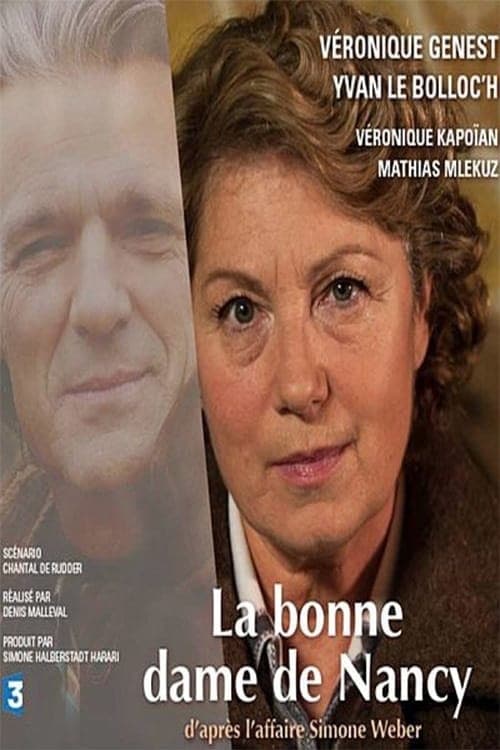 VÉRONIQUE GENEST
YVAN LE BOLLOC'H
VÉRONIQUE KAPOÏAN
MATHIAS MLEKUZ
SCÉNARIO
CHANTAL DE RUDDER
RÉALISÉ PAR
DENIS MALLEVAL
PRODUIT PAR
SIMONE HALBERSTADT HARARI
3
La bonne
dame de Nancy
d'après l'affaire Simone Weber